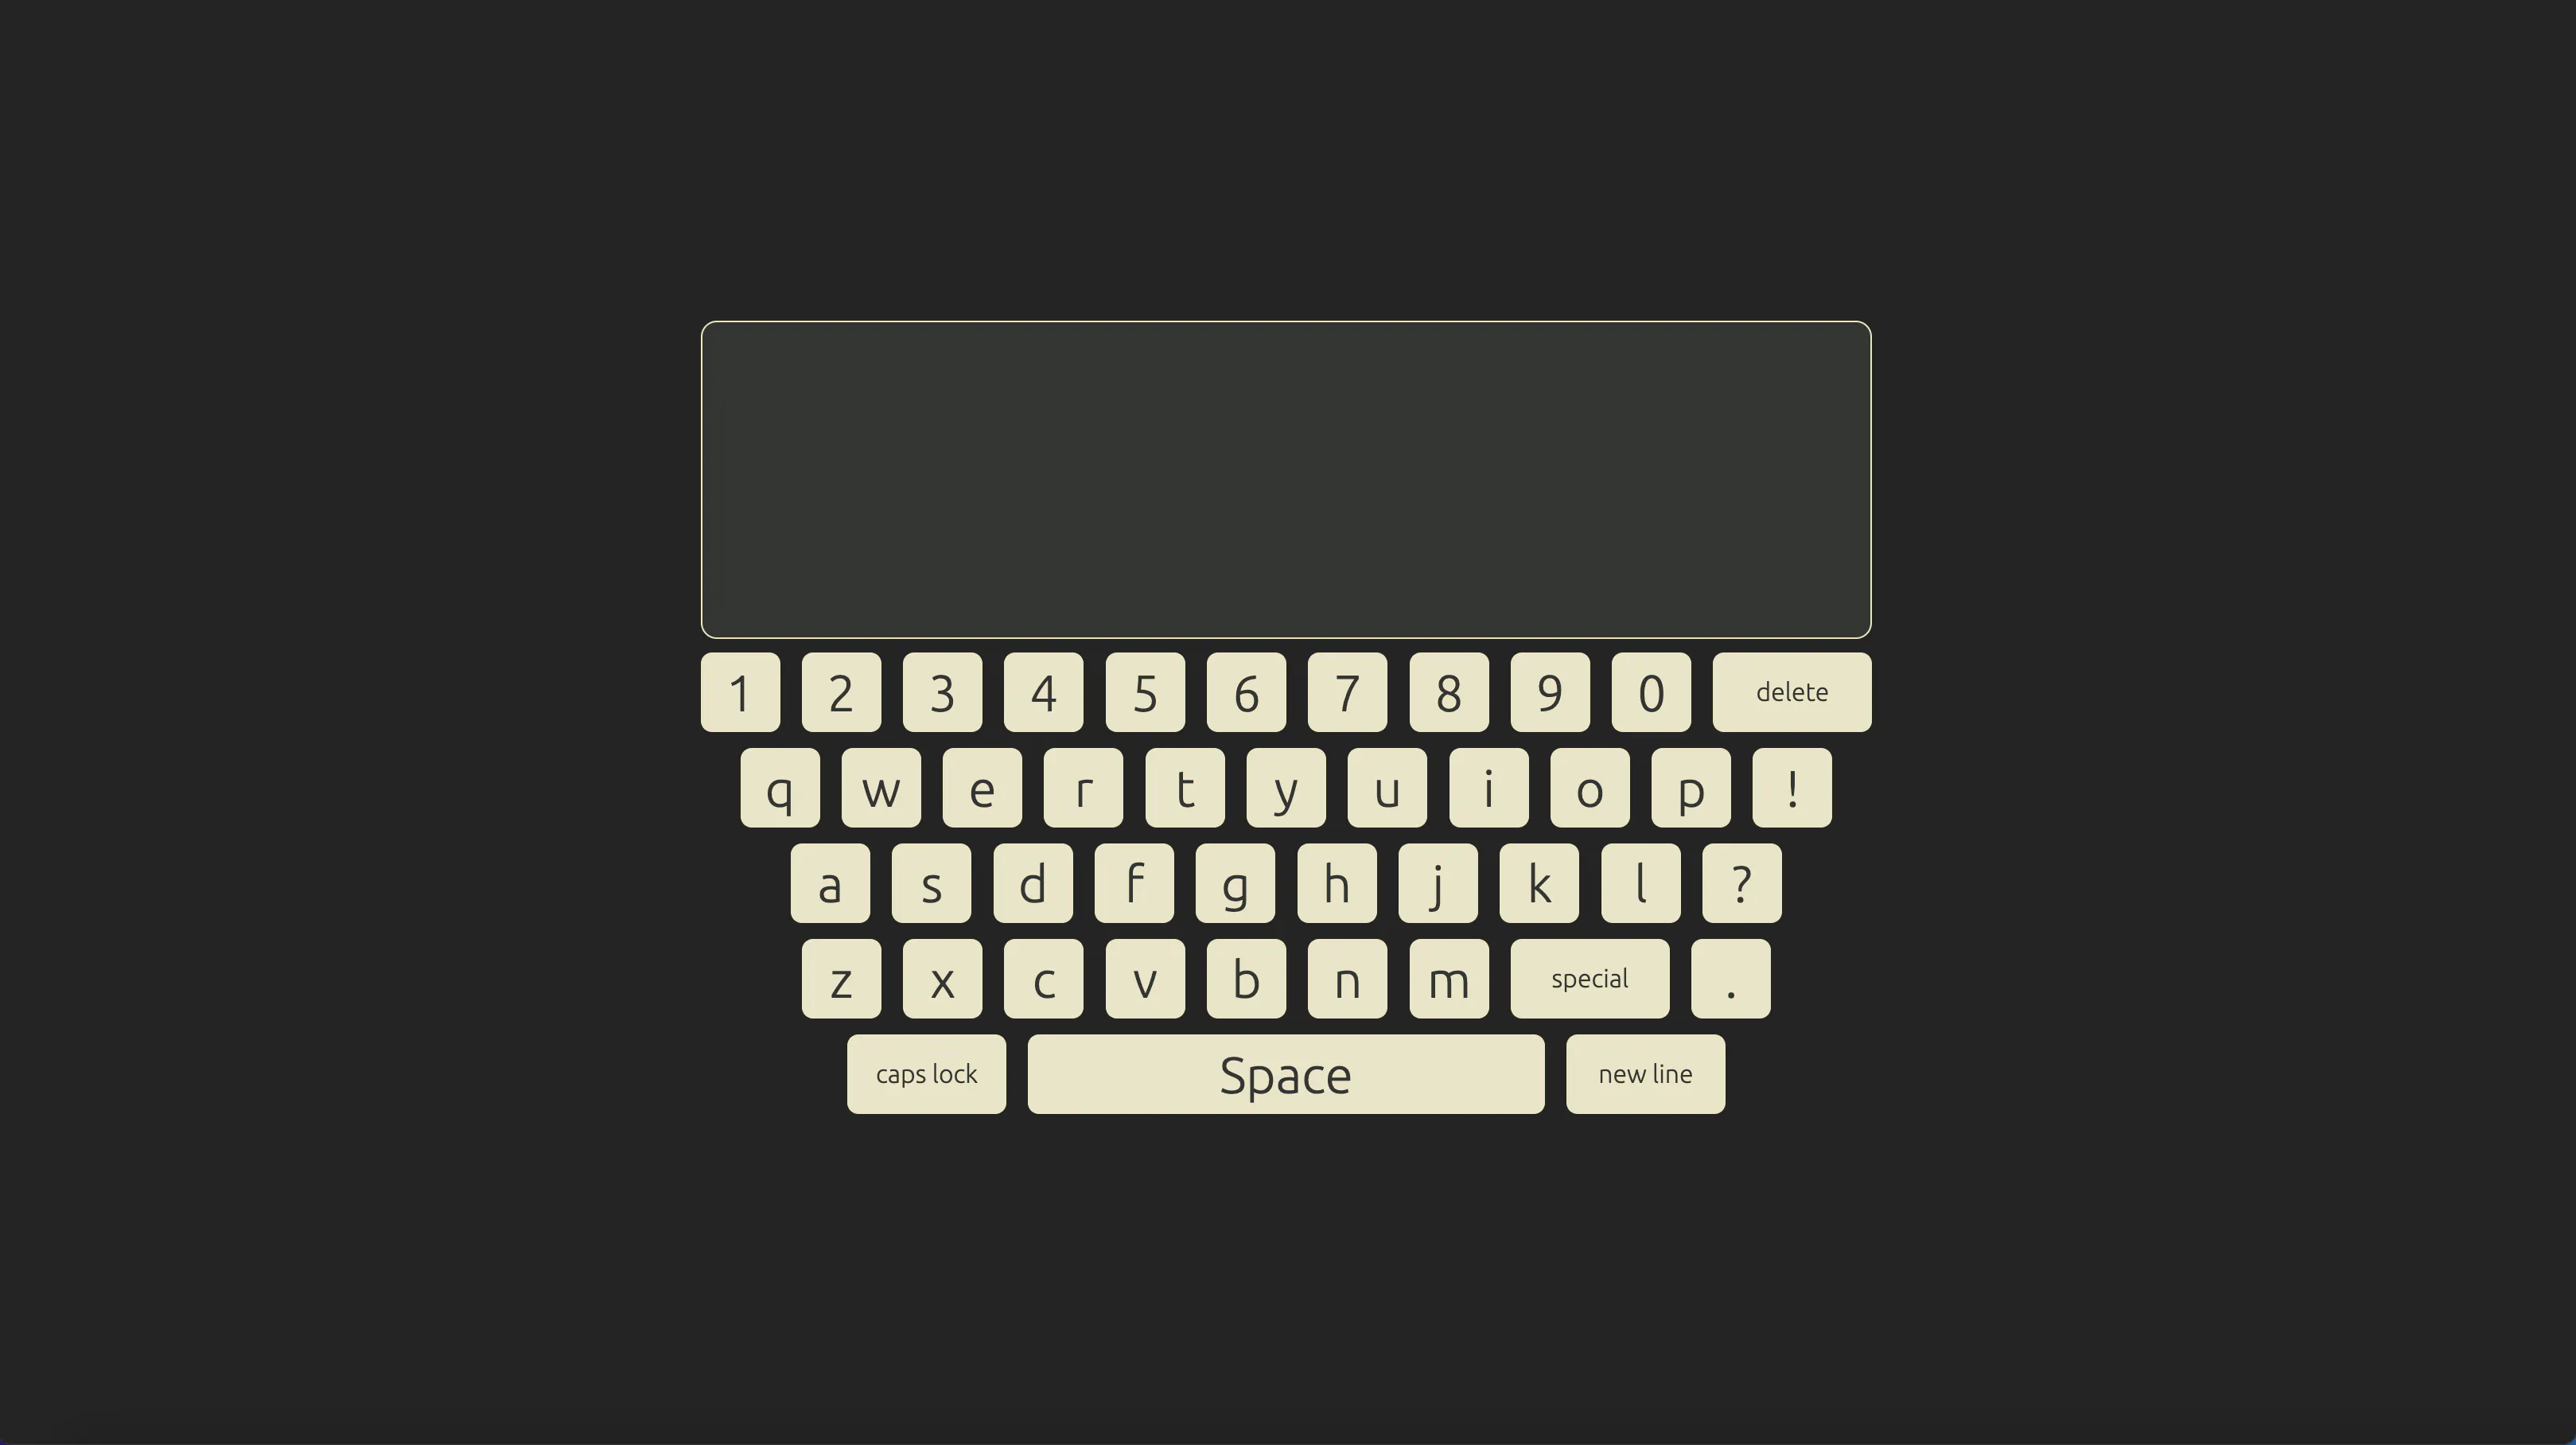 1 2 3 4 5 6 7 8 9 0 delete
q w e r t y u i o p !
a s d f g h j k l ?
z x c v b n m special .
caps lock Space new line